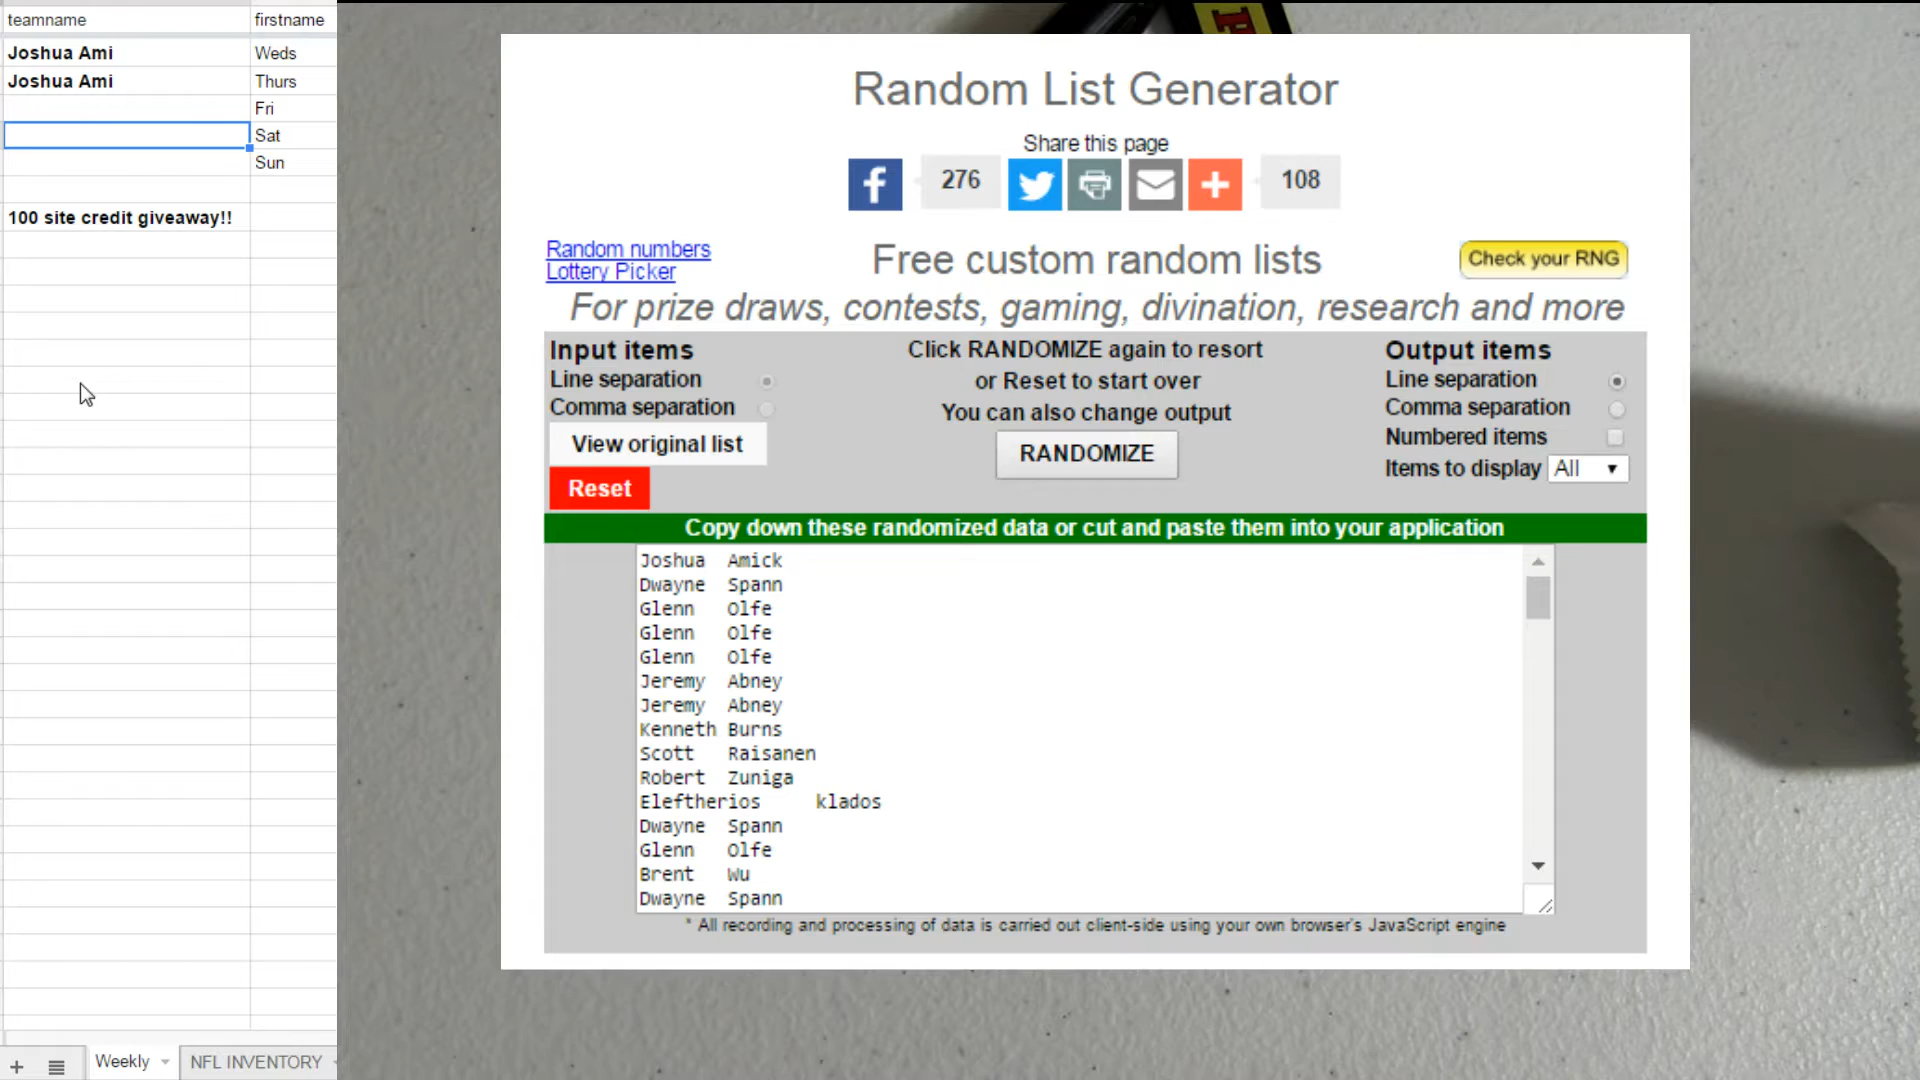 teamname firstname
Joshua Ami Weds
Joshua Ami Thurs
Fri
Sat
Sun
100 site credit giveaway!!
Weekly NFL INVENTORY
Random List Generator
Share this page
276 108
Random numbers
Lottery Picker
Free custom random lists
Check your RNG
For prize draws, contests, gaming, divination, research and more
Input items
Line separation
Comma separation
View original list
Reset
Click RANDOMIZE again to resort
or Reset to start over
You can also change output
RANDOMIZE
Output items
Line separation
Comma separation
Numbered items
Items to display All
Copy down these randomized data or cut and paste them into your application
Joshua Amick
Dwayne Spann
Glenn Olfe
Glenn Olfe
Glenn Olfe
Jeremy Abney
Jeremy Abney
Kenneth Burns
Scott Raisanen
Robert Zuniga
Eleftherios klados
Dwayne Spann
Glenn Olfe
Brent Wu
Dwayne Spann
* All recording and processing of data is carried out client-side using your own browser's JavaScript engine